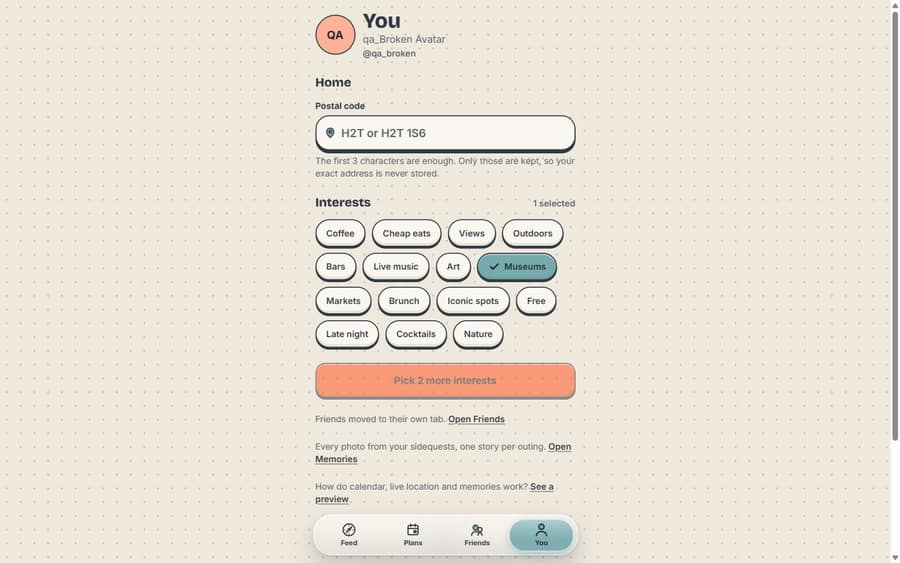 QA
You
qa_Broken Avatar
@qa_broken
Home
Postal code
H2T or H2T 1S6
The first 3 characters are enough. Only those are kept, so your
exact address is never stored.
Interests
1 selected
Coffee
Cheap eats
Views
Outdoors
Bars
Live music
Art
Museums
Markets
Brunch
Iconic spots
Free
Late night
Cocktails
Nature
Pick 2 more interests
Friends moved to their own tab. Open Friends
Every photo from your sidequests, one story per outing. Open
Memories
How do calendar, live location and memories work? See a
preview
Feed
Plans
Friends
You